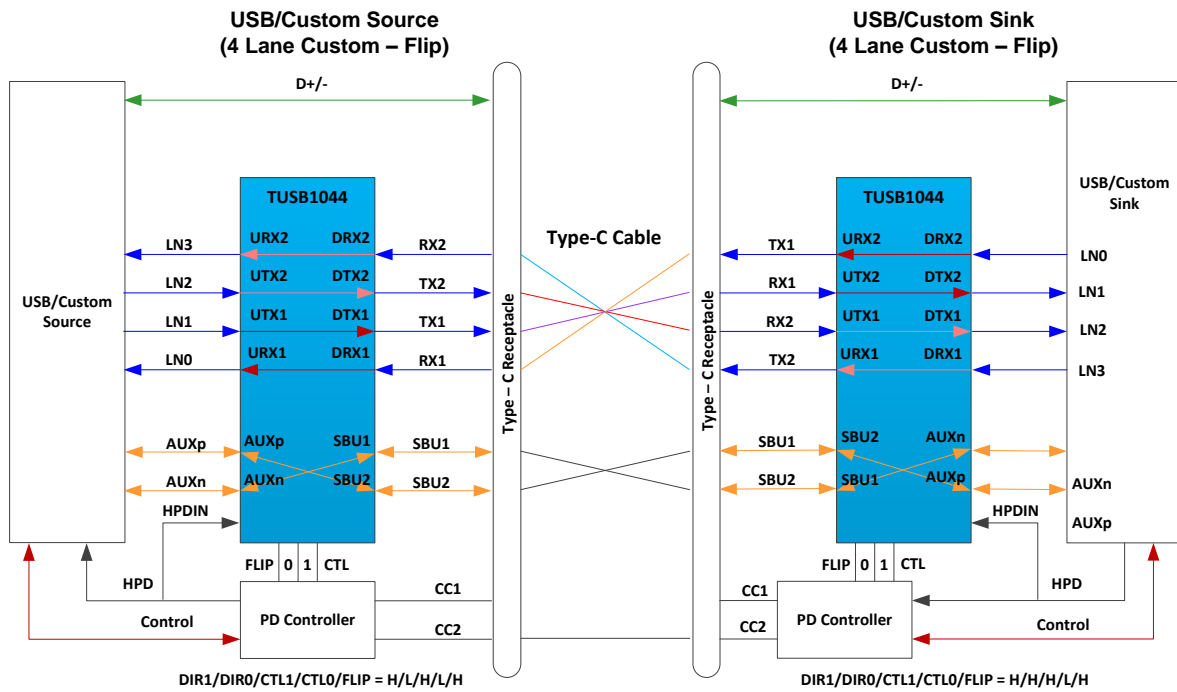 USB/Custom Source
(4 Lane Custom – Flip)
USB/Custom Sink
(4 Lane Custom – Flip)
D+/-
D+/-
TUSB1044
TUSB1044
USB/Custom
Source
USB/Custom
Sink
Type-C Cable
Type – C Receptacle
Type – C Receptacle
LN3
URX2
DRX2
RX2
TX1
URX2
DRX2
LN0
LN2
UTX2
DTX2
TX2
RX1
UTX2
DTX2
LN1
LN1
UTX1
DTX1
TX1
RX2
UTX1
DTX1
LN2
LN0
URX1
DRX1
RX1
TX2
URX1
DRX1
LN3
AUXp
AUXp
SBU1
SBU1
SBU1
SBU2
AUXn
AUXn
AUXn
SBU2
SBU2
SBU2
SBU1
AUXp
AUXn
HPDIN
HPDIN
AUXp
FLIP
0
1
CTL
FLIP
0
1
CTL
HPD
CC1
CC1
HPD
PD Controller
PD Controller
Control
CC2
CC2
Control
DIR1/DIR0/CTL1/CTL0/FLIP = H/L/H/L/H
DIR1/DIR0/CTL1/CTL0/FLIP = H/H/H/L/H